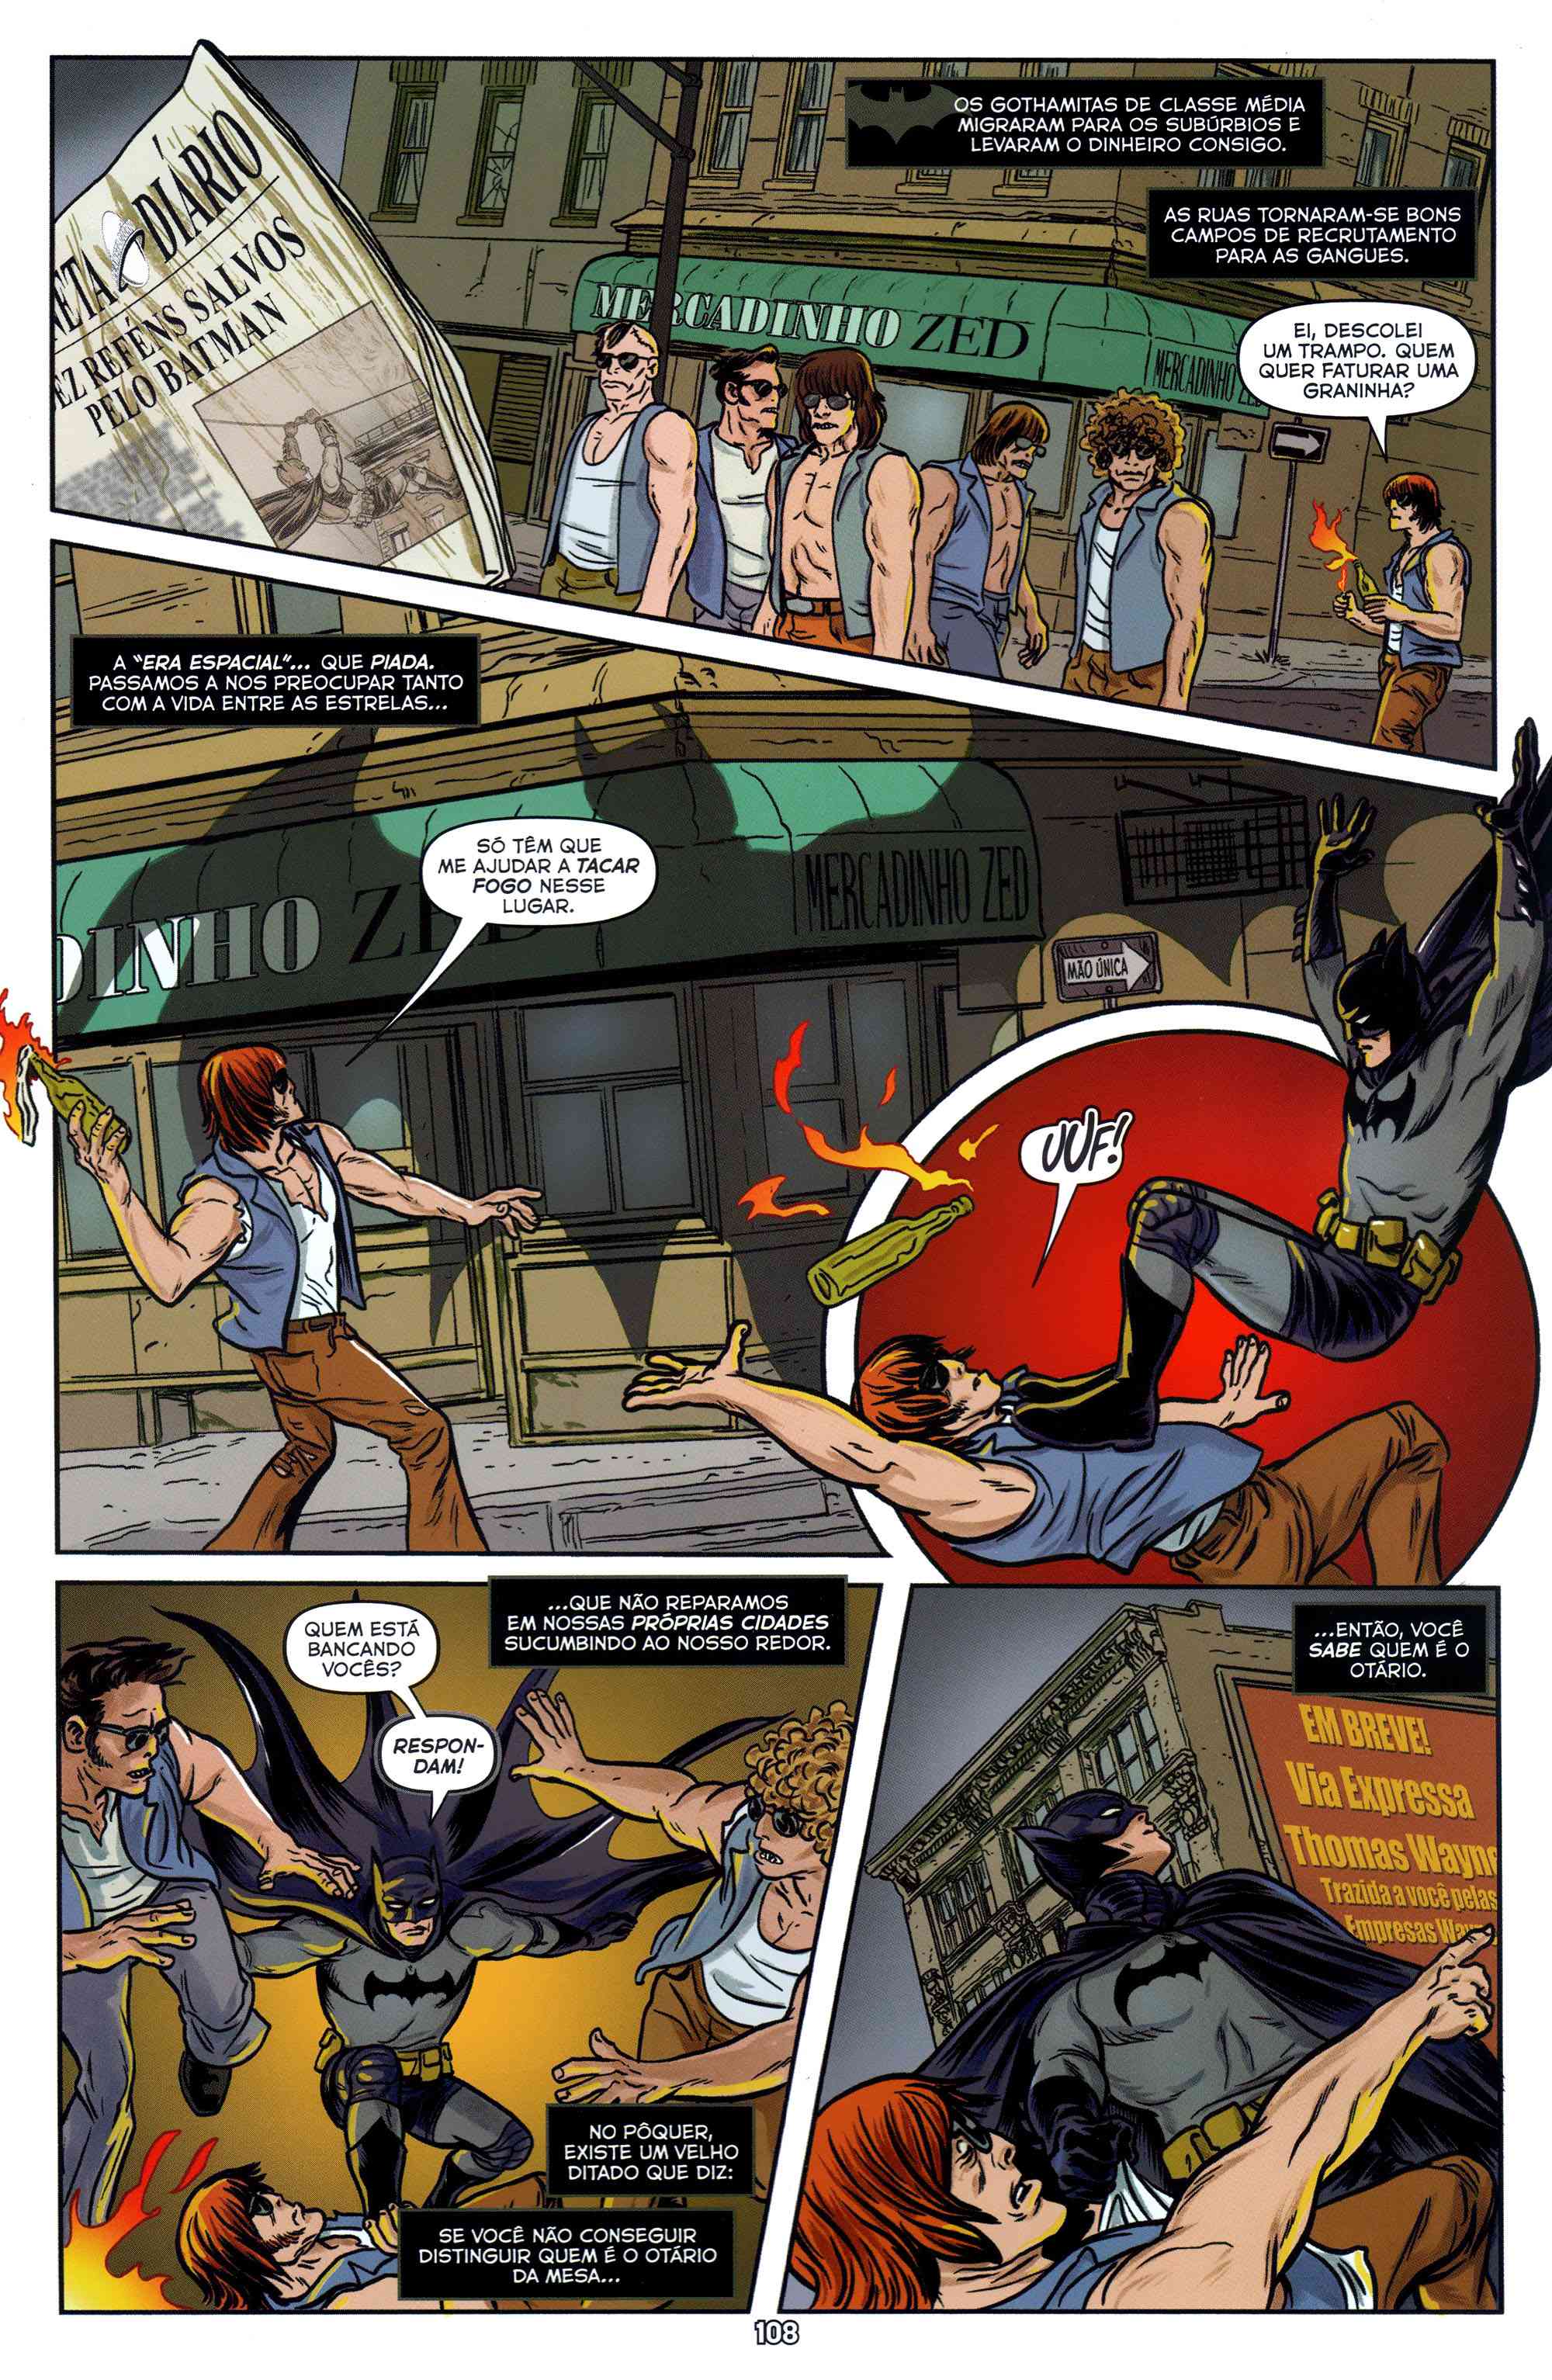 OS GOTHAMITAS DE CLASSE MÉDIA
MIGRARAM PARA OS SUBÚRBIOS E
LEVARAM O DINHEIRO CONSIGO.
AS RUAS TORNARAM-SE BONS
CAMPOS DE RECRUTAMENTO
PARA AS GANGUES.
NETA DIÁRIO
DEZ REFÉNS SALVOS
PELO BATMAN
MERCADINHO ZED
MERCADINHO ZED
EI, DESCOLEI
UM TRAMPO. QUEM
QUER FATURAR UMA
GRANINHA?
A "ERA ESPACIAL"... QUE PIADA.
PASSAMOS A NOS PREOCUPAR TANTO
COM A VIDA ENTRE AS ESTRELAS...
SÓ TÊM QUE
ME AJUDAR A TACAR
FOGO NESSE
LUGAR.
DINHO ZED
MERCADINHO ZED
MÃO ÚNICA
UUF!
QUEM ESTÁ
BANCANDO
VOCÊS?
RESPON-
DAM!
...QUE NÃO REPARAMOS
EM NOSSAS PRÓPRIAS CIDADES
SUCUMBINDO AO NOSSO REDOR.
NO PÔQUER,
EXISTE UM VELHO
DITADO QUE DIZ:
SE VOCÊ NÃO CONSEGUIR
DISTINGUIR QUEM É O OTÁRIO
DA MESA...
...ENTÃO, VOCÊ
SABE QUEM É O
OTÁRIO.
EM BREVE!
Via Expressa
Thomas Wayne
Trazida a você pelas
Empresas Way
108